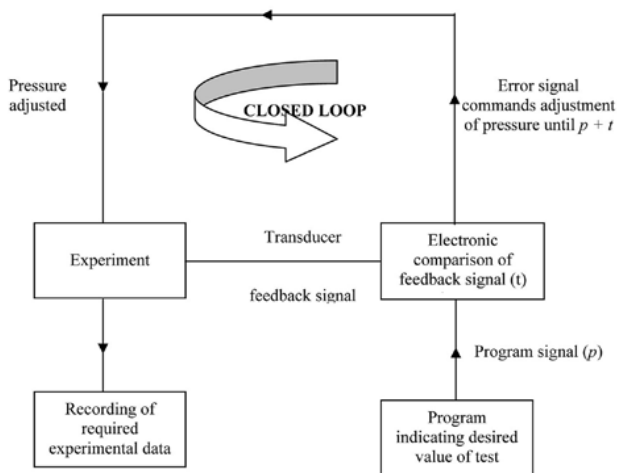 Pressure
adjusted
CLOSED LOOP
Error signal
commands adjustment
of pressure until p + t
Experiment
Transducer
feedback signal
Electronic
comparison of
feedback signal (t)
Program signal (p)
Recording of
required
experimental data
Program
indicating desired
value of test